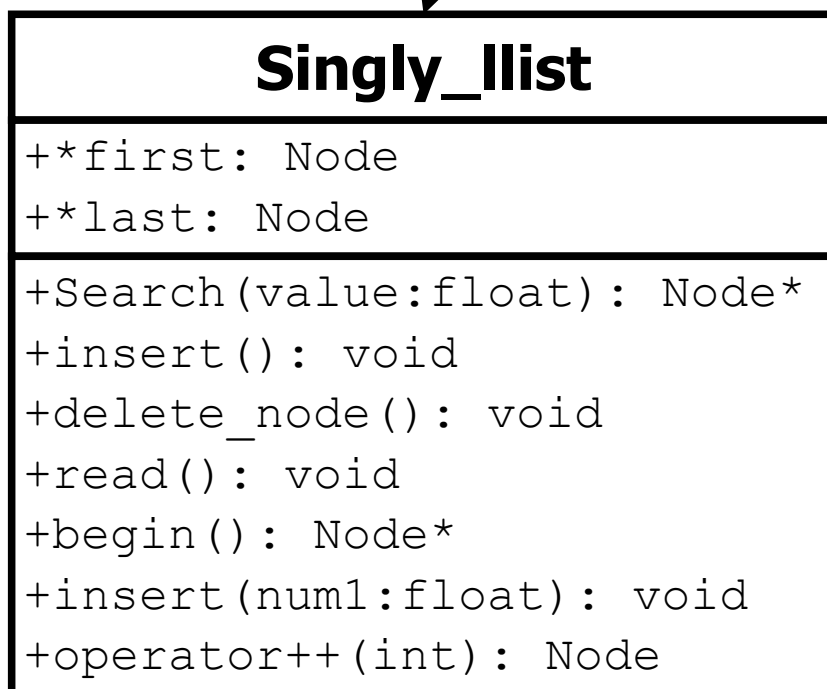 Singly_llist
+*first: Node
+*last: Node
+Search(value:float): Node*
+insert(): void
+delete_node(): void
+read(): void
+begin(): Node*
+insert(num1:float): void
+operator++(int): Node